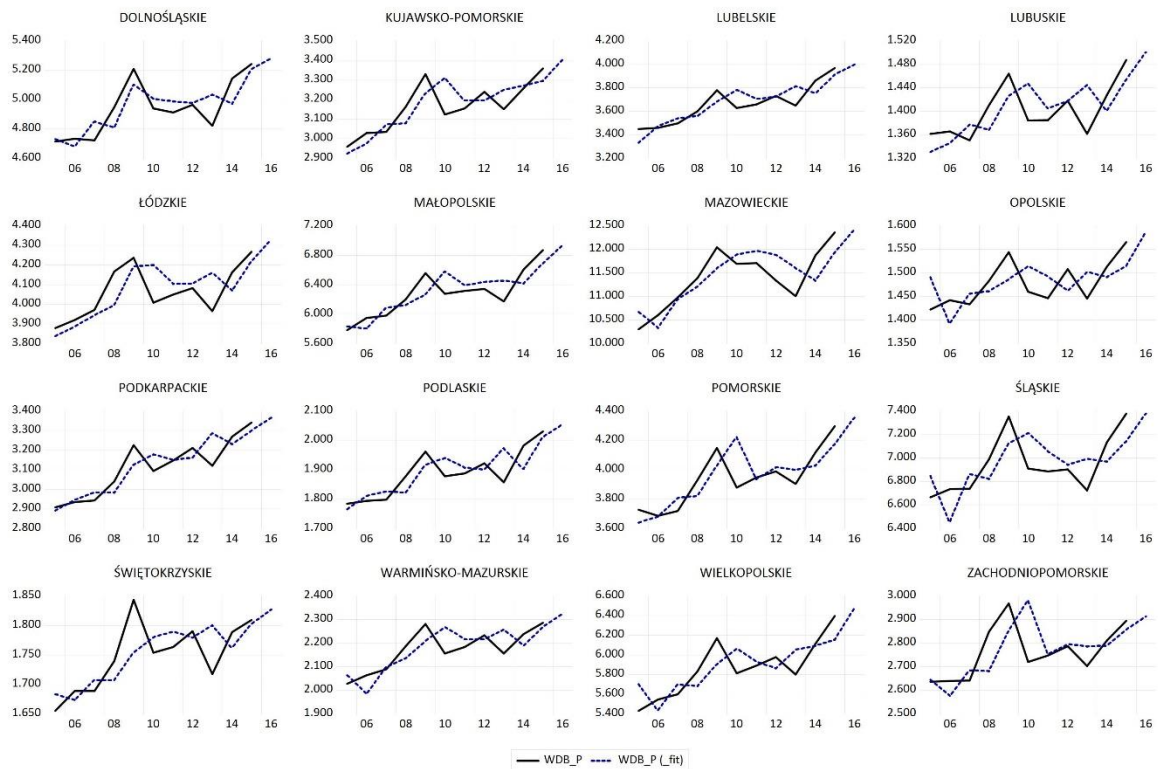 DOLNOŚLĄSKIE KUJAWSKO-POMORSKIE LUBELSKIE LUBUSKIE
5.400 3.500 4.200 1.520
5.200 3.400 4.000 1.480
3.300
5.000 3.200 3.800 1.440
3.100 3.600 1.400
4.800 3.000 3.400 1.360
4.600 2.900 3.200 1.320
06 08 10 12 14 16 06 08 10 12 14 16 06 08 10 12 14 16 06 08 10 12 14 16
ŁÓDZKIE MAŁOPOLSKIE MAZOWIECKIE OPOLSKIE
4.400 7.200 12.500 1.600
4.300 6.800 12.000 1.550
4.200 11.500 1.500
4.100 6.400 11.000 1.450
4.000 6.000 10.500 1.400
3.900
3.800 5.600 10.000 1.350
06 08 10 12 14 16 06 08 10 12 14 16 06 08 10 12 14 16 06 08 10 12 14 16
PODKARPACKIE PODLASKIE POMORSKIE ŚLĄSKIE
3.400 2.100 4.400 7.400
3.300 2.000 4.200 7.200
3.200 7.000
3.100 1.900 4.000 6.800
3.000 1.800 3.800 6.600
2.900
2.800 1.700 3.600 6.400
06 08 10 12 14 16 06 08 10 12 14 16 06 08 10 12 14 16 06 08 10 12 14 16
ŚWIĘTOKRZYSKIE WARMIŃSKO-MAZURSKIE WIELKOPOLSKIE ZACHODNIOPOMORSKIE
1.850 2.400 6.600 3.000
1.800 2.300 6.400 2.900
2.200 6.200 2.800
1.750 2.100 6.000 2.700
1.700 2.000 5.800 2.600
5.600
1.650 1.900 5.400 2.500
06 08 10 12 14 16 06 08 10 12 14 16 06 08 10 12 14 16 06 08 10 12 14 16
WDB_P WDB_P (_fit)